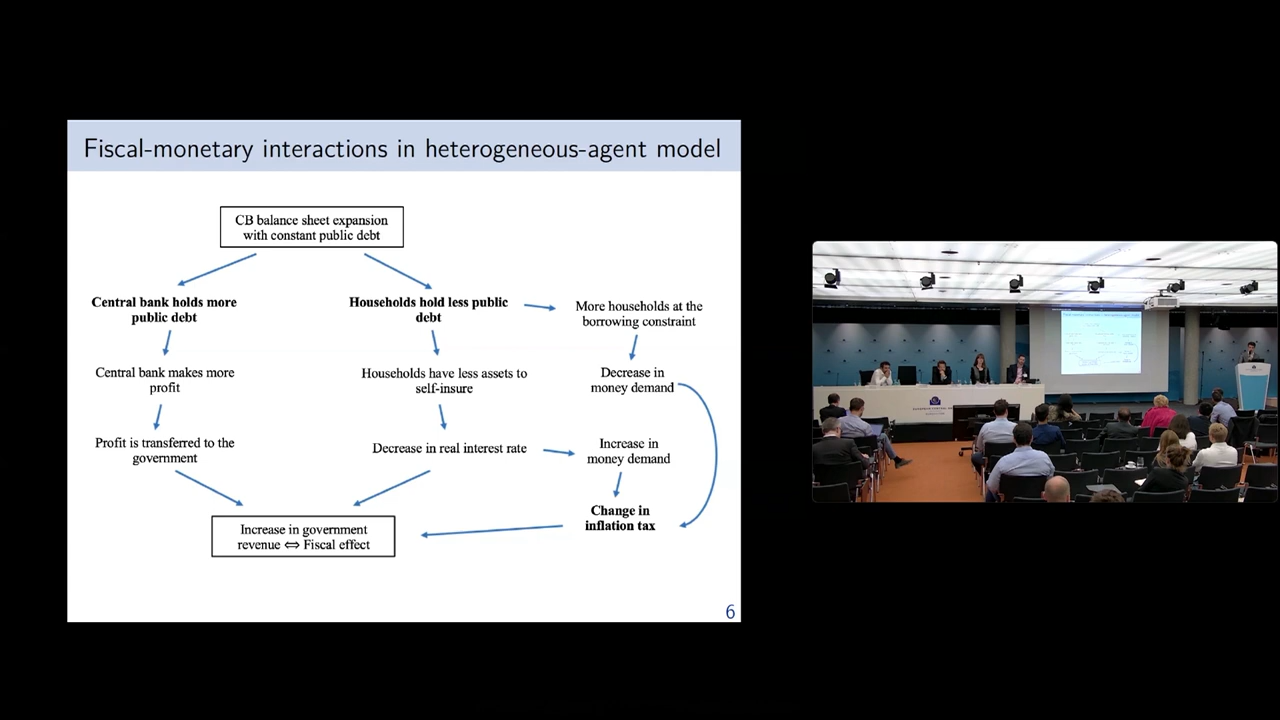 Fiscal-monetary interactions in heterogeneous-agent model
CB balance sheet expansion
with constant public debt
Central bank holds more
public debt
Households hold less public
debt
More households at the
borrowing constraint
Central bank makes more
profit
Households have less assets to
self-insure
Decrease in
money demand
Profit is transferred to the
government
Decrease in real interest rate
Increase in
money demand
Change in
inflation tax
Increase in government
revenue ⇔ Fiscal effect
6